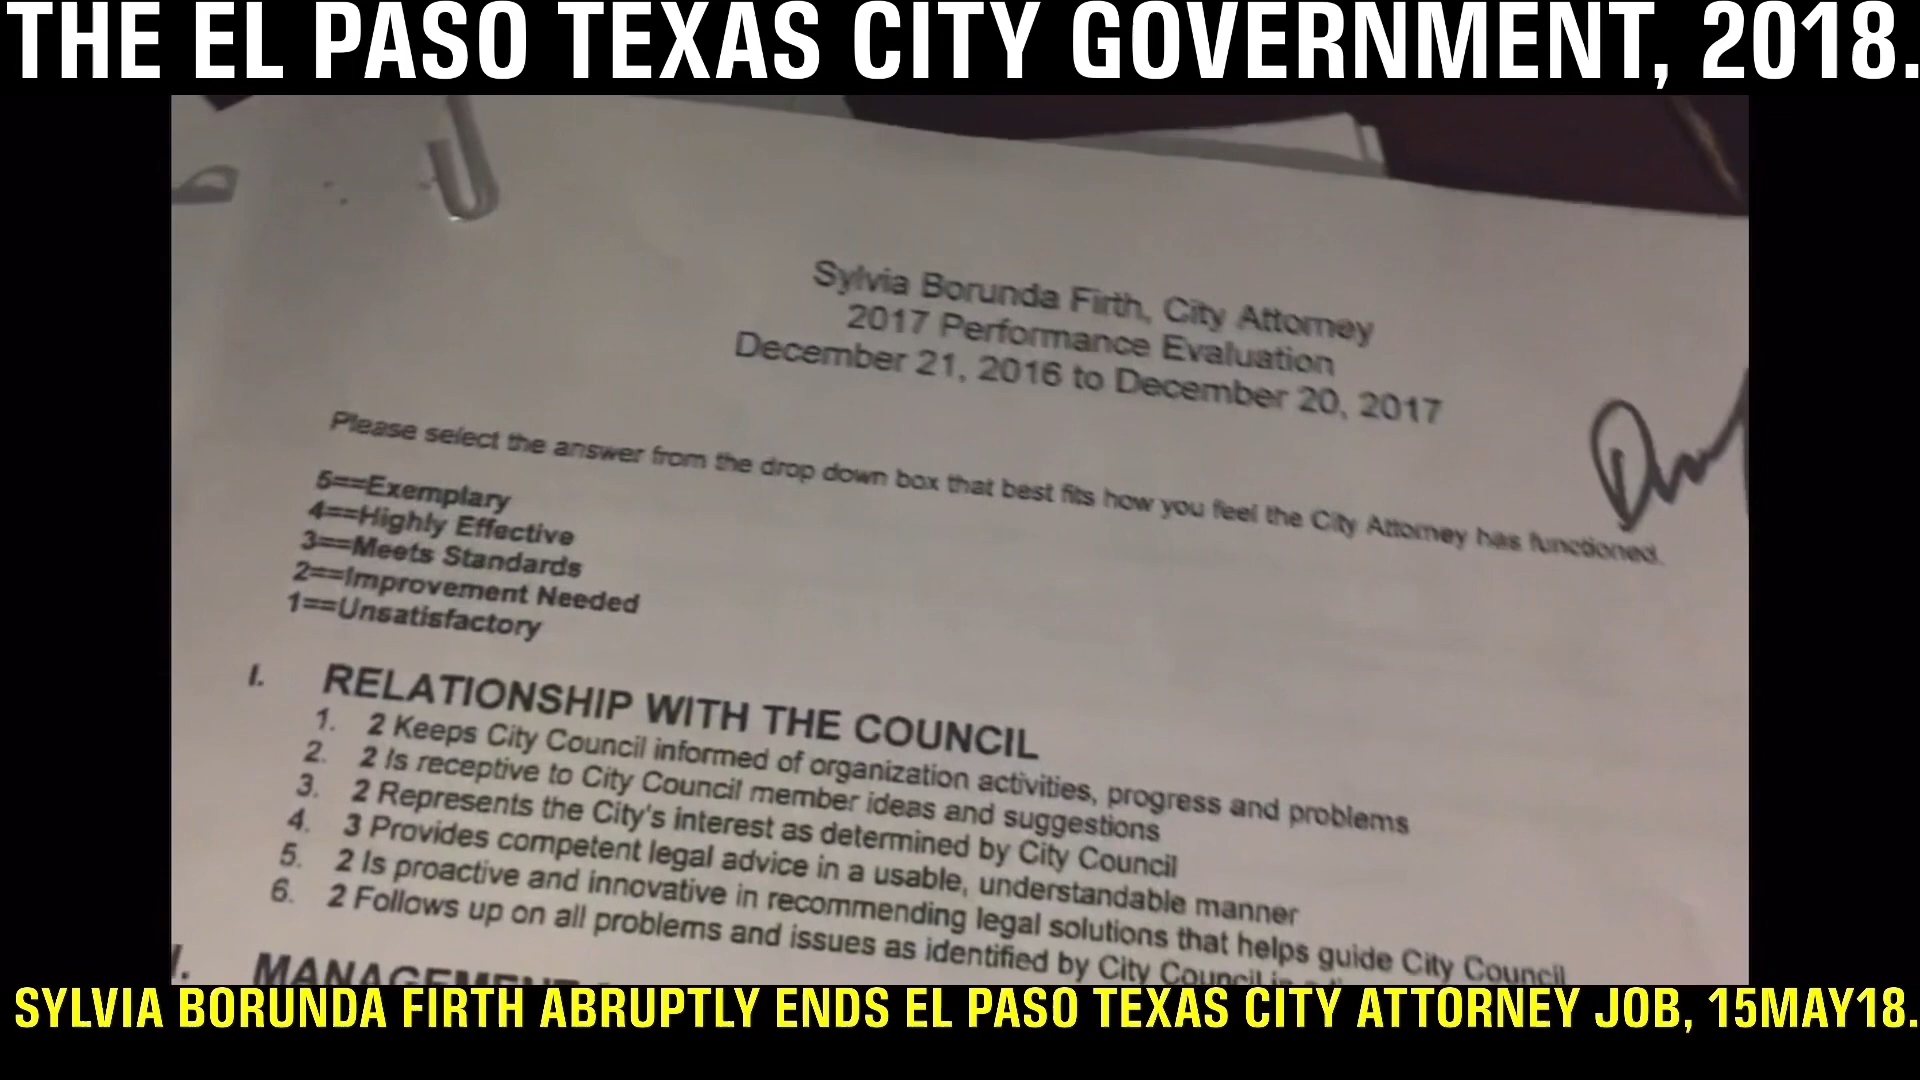 THE EL PASO TEXAS CITY GOVERNMENT, 2018.
Sylvia Borunda Firth, City Attorney
2017 Performance Evaluation
December 21, 2016 to December 20, 2017
Please select the answer from the drop down box that best fits how you feel the City Attorney has functioned.
5==Exemplary
4==Highly Effective
3==Meets Standards
2==Improvement Needed
1==Unsatisfactory
I. RELATIONSHIP WITH THE COUNCIL
1. 2 Keeps City Council informed of organization activities, progress and problems
2. 2 Is receptive to City Council member ideas and suggestions
3. 2 Represents the City's interest as determined by City Council
4. 3 Provides competent legal advice in a usable, understandable manner
5. 2 Is proactive and innovative in recommending legal solutions that helps guide City Council
6. 2 Follows up on all problems and issues as identified by City Council
MANAGEMENT
SYLVIA BORUNDA FIRTH ABRUPTLY ENDS EL PASO TEXAS CITY ATTORNEY JOB, 15MAY18.